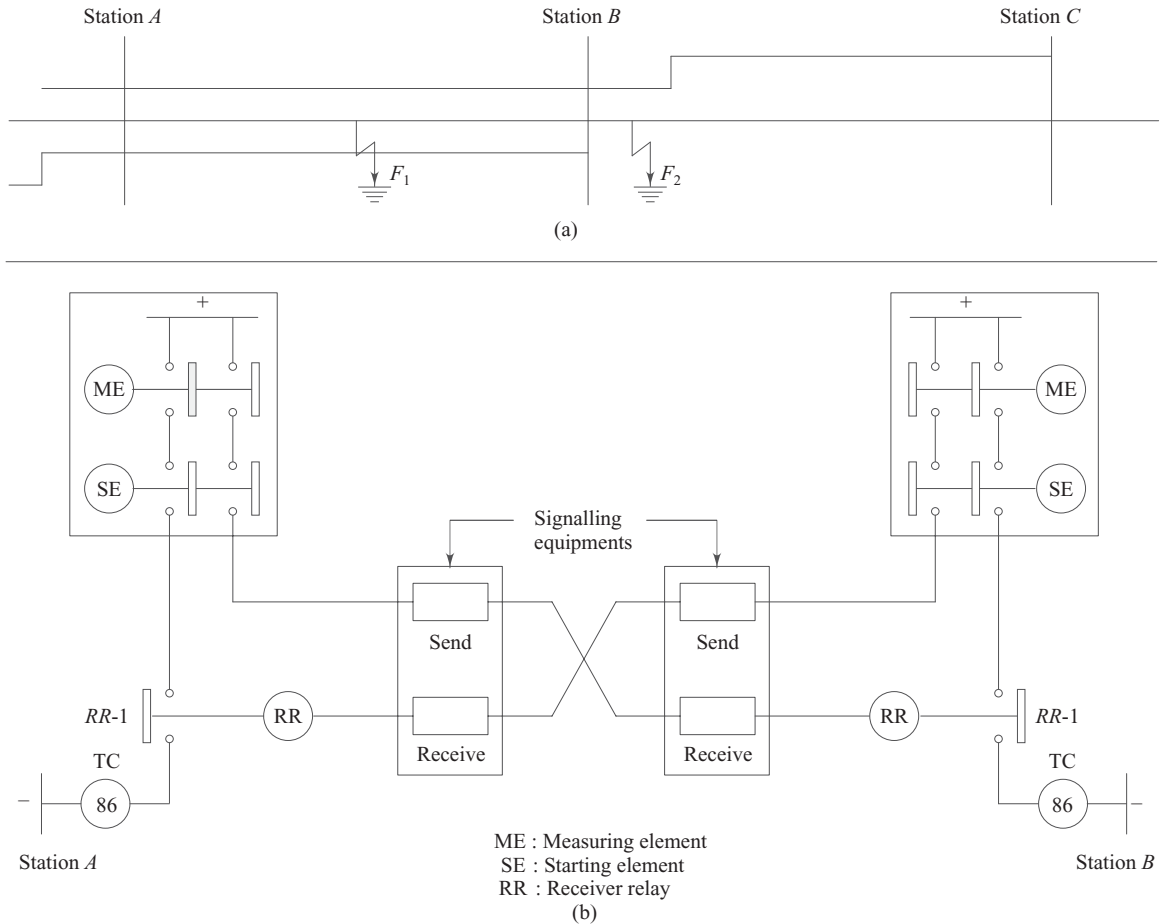 Station A
Station B
Station C
F1
F2
(a)
+
+
ME
ME
SE
SE
Signalling
equipments
Send
Send
RR-1
RR
RR
RR-1
Receive
Receive
TC
TC
–
86
86
–
Station A
Station B
ME : Measuring element
SE : Starting element
RR : Receiver relay
(b)